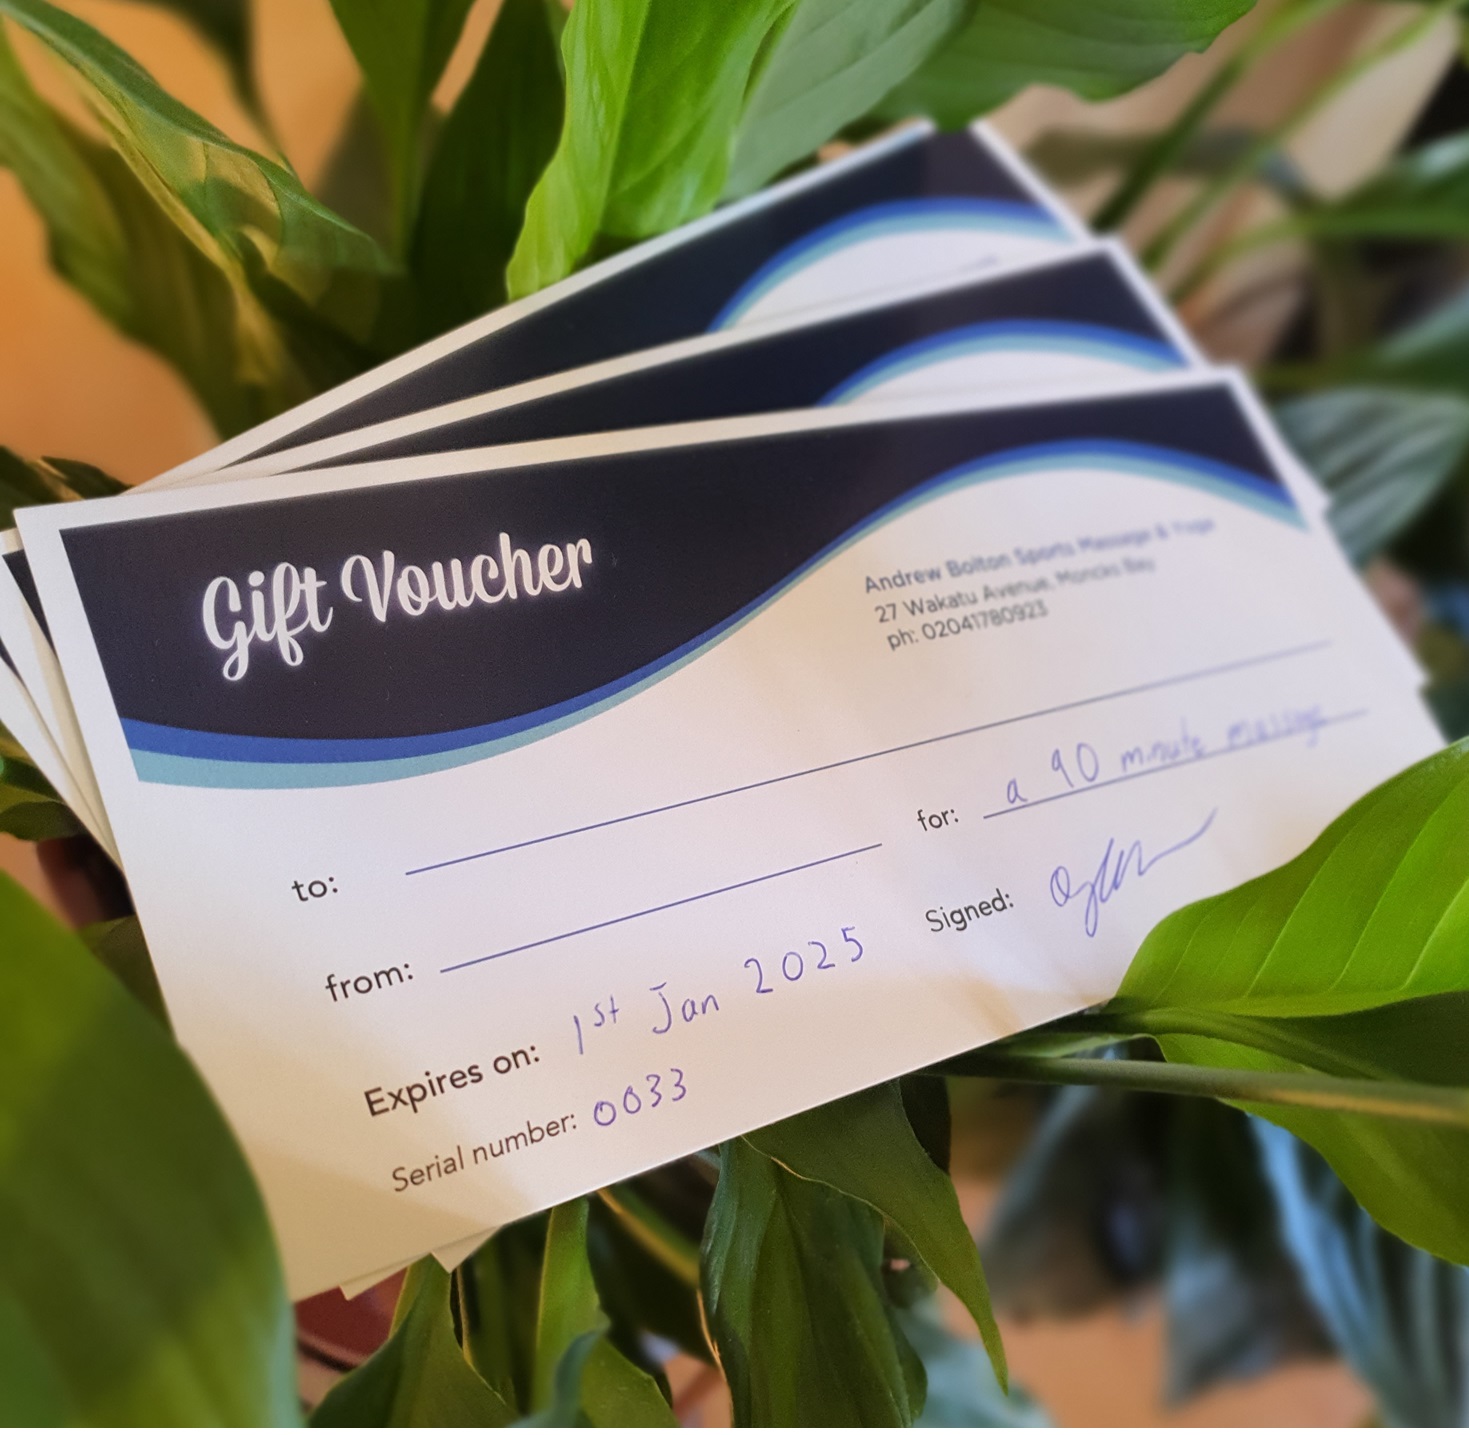 Gift Voucher
Andrew Bolton Sports Massage & Yoga
27 Wakatu Avenue, Moncks Bay
ph: 02041780923
to:
for: a 90 minute massage
from:
Signed:
Expires on: 1st Jan 2025
Serial number: 0033